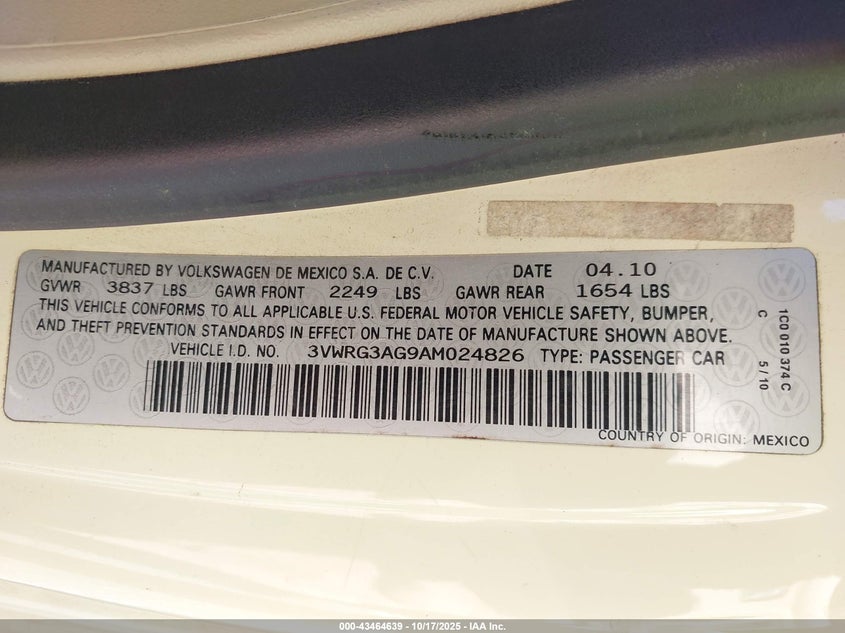 MANUFACTURED BY VOLKSWAGEN DE MEXICO S.A. DE C.V. DATE 04.10
GVWR 3837 LBS GAWR FRONT 2249 LBS GAWR REAR 1654 LBS
THIS VEHICLE CONFORMS TO ALL APPLICABLE U.S. FEDERAL MOTOR VEHICLE SAFETY, BUMPER,
AND THEFT PREVENTION STANDARDS IN EFFECT ON THE DATE OF MANUFACTURE SHOWN ABOVE.
VEHICLE I.D. NO. 3VWRG3AG9AM024826 TYPE: PASSENGER CAR
COUNTRY OF ORIGIN: MEXICO
1C0 010 374 C
C 5/10
000-43464639 - 10/17/2025 - IAA Inc.